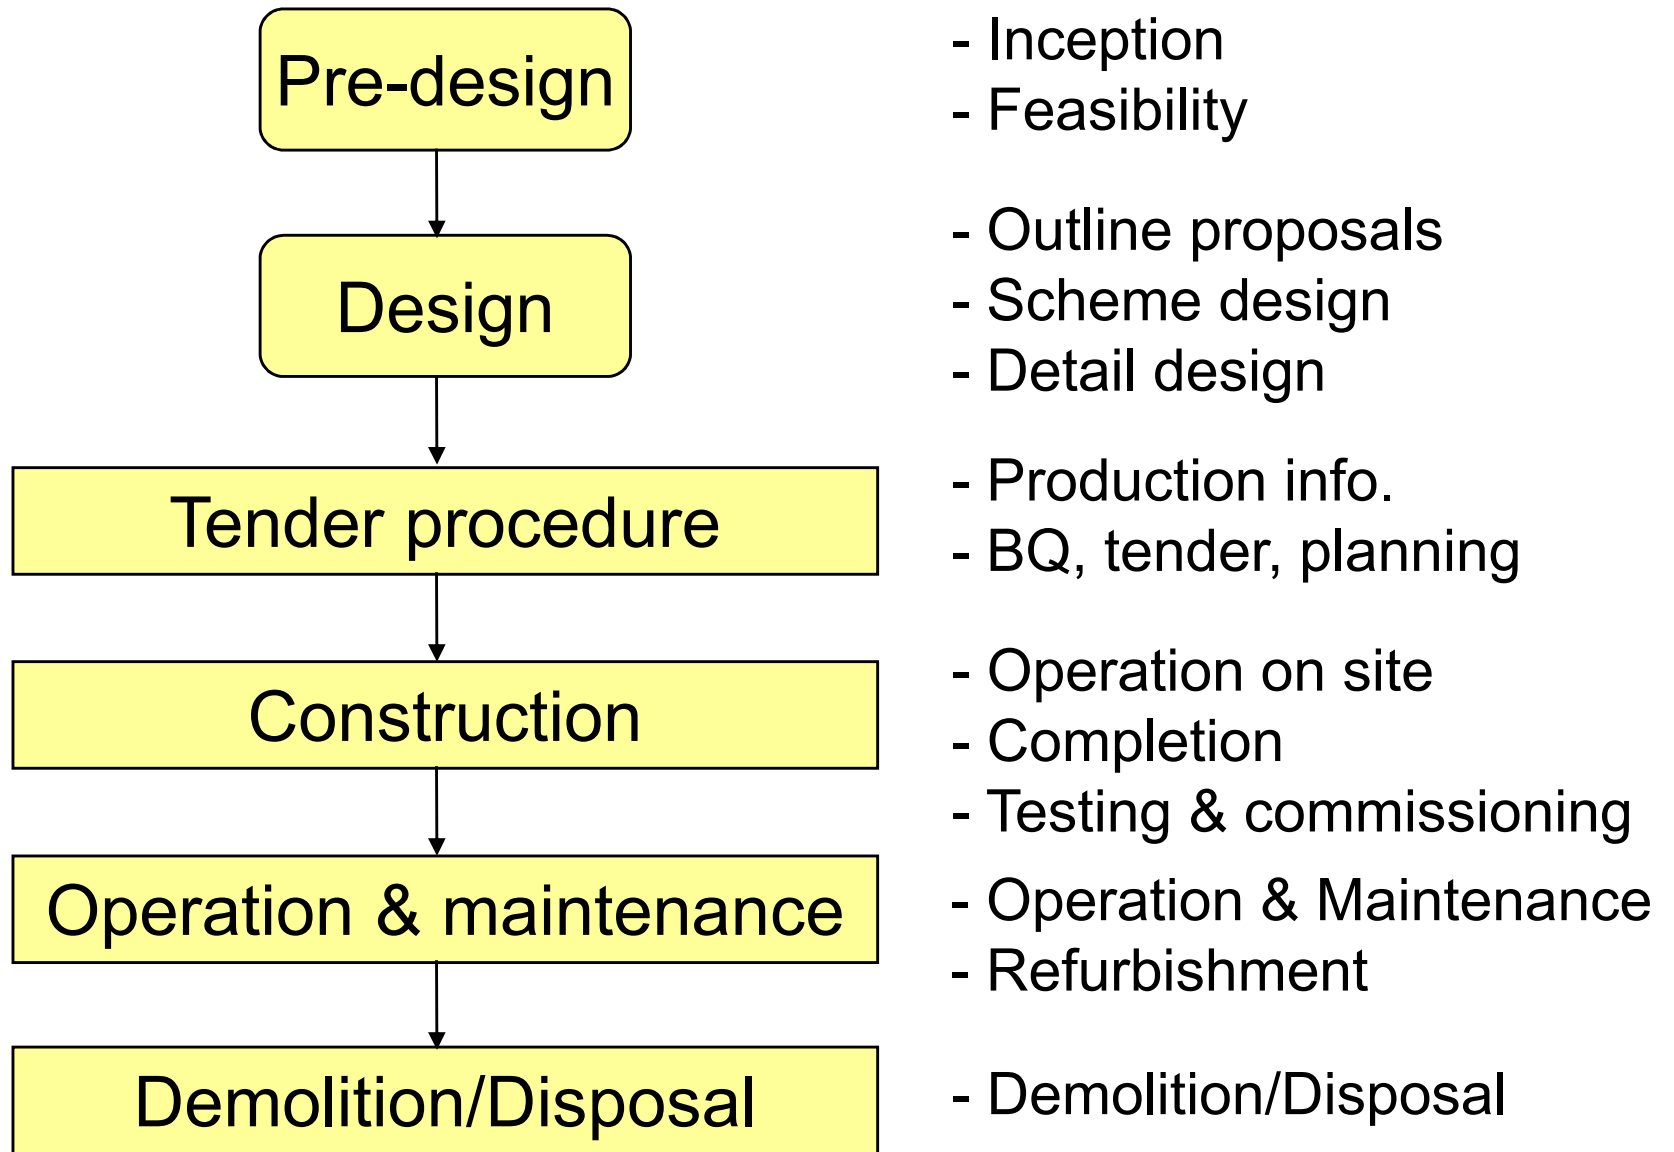 Pre-design
- Inception
- Feasibility
Design
- Outline proposals
- Scheme design
- Detail design
Tender procedure
- Production info.
- BQ, tender, planning
Construction
- Operation on site
- Completion
- Testing & commissioning
Operation & maintenance
- Operation & Maintenance
- Refurbishment
Demolition/Disposal
- Demolition/Disposal